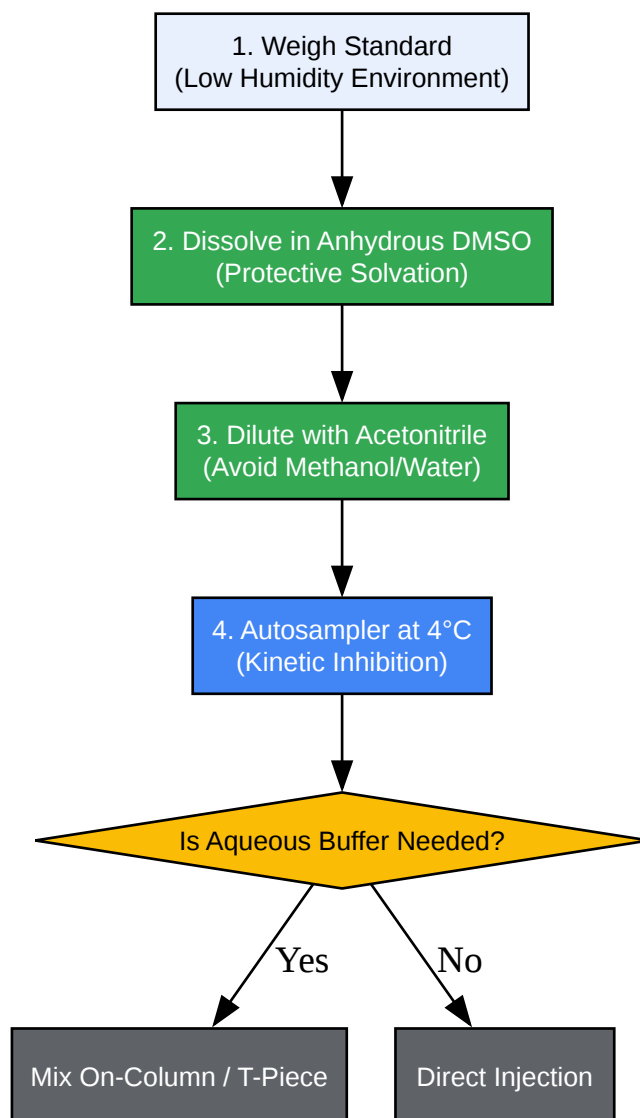 1. Weigh Standard
(Low Humidity Environment)
2. Dissolve in Anhydrous DMSO
(Protective Solvation)
3. Dilute with Acetonitrile
(Avoid Methanol/Water)
4. Autosampler at 4°C
(Kinetic Inhibition)
Is Aqueous Buffer Needed?
Yes
No
Mix On-Column / T-Piece
Direct Injection